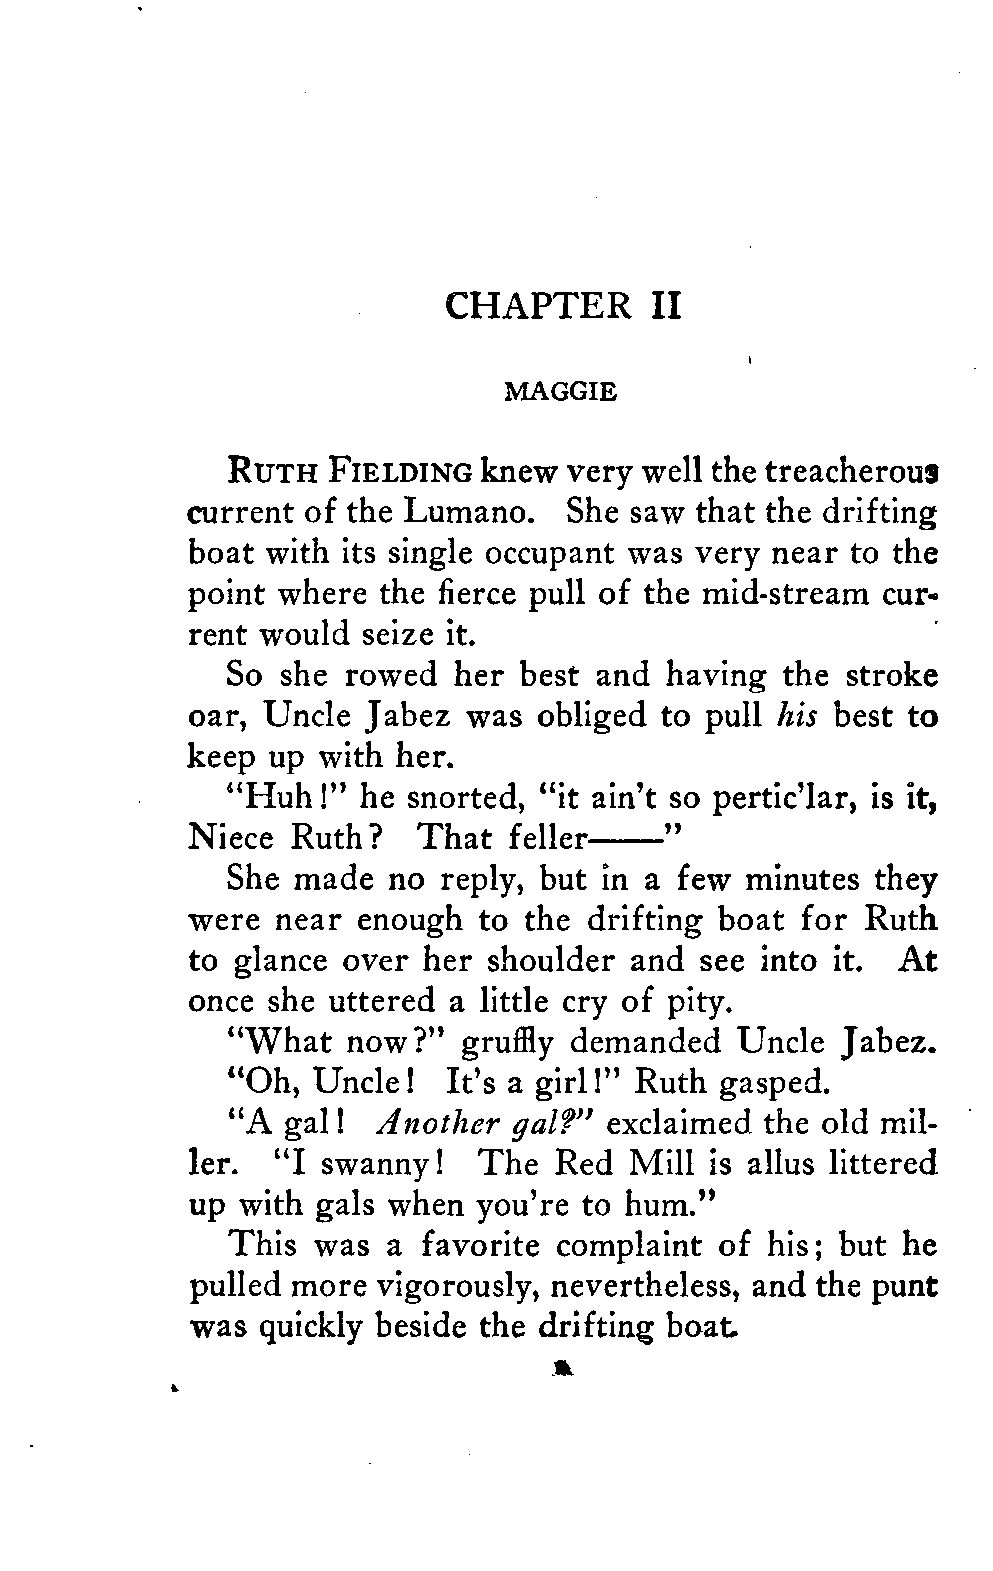 CHAPTER II
MAGGIE
RUTH FIELDING knew very well the treacherous
current of the Lumano. She saw that the drifting
boat with its single occupant was very near to the
point where the fierce pull of the mid-stream cur-
rent would seize it.
So she rowed her best and having the stroke
oar, Uncle Jabez was obliged to pull his best to
keep up with her.
“Huh!” he snorted, “it ain't so pertic'lar, is it,
Niece Ruth? That feller——”
She made no reply, but in a few minutes they
were near enough to the drifting boat for Ruth
to glance over her shoulder and see into it. At
once she uttered a little cry of pity.
“What now?” gruffly demanded Uncle Jabez.
“Oh, Uncle! It's a girl!” Ruth gasped.
“A gal! Another gal?” exclaimed the old mil-
ler. “I swanny! The Red Mill is allus littered
up with gals when you're to hum.”
This was a favorite complaint of his; but he
pulled more vigorously, nevertheless, and the punt
was quickly beside the drifting boat.